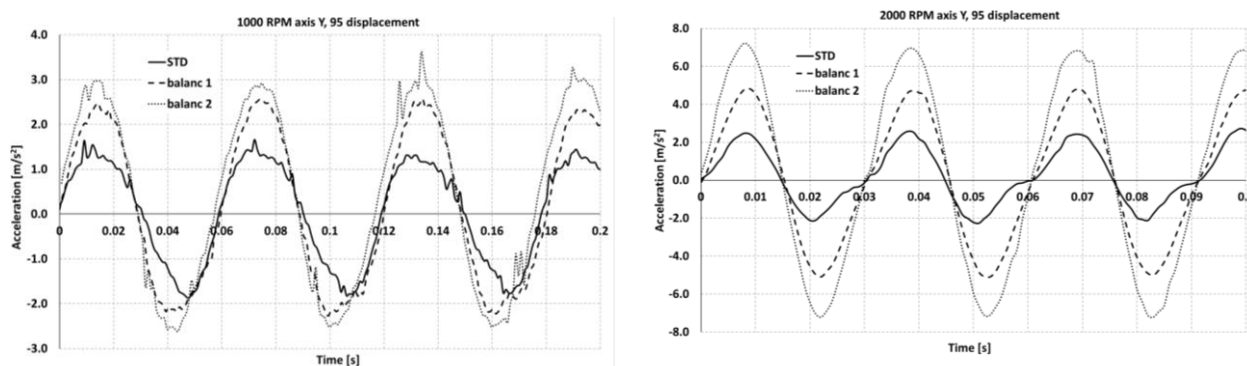 1000 RPM axis Y, 95 displacement
4.0
3.0
2.0
1.0
0.0
-1.0
-2.0
-3.0
Acceleration [m/s²]
STD
balanc 1
balanc 2
0 0.02 0.04 0.06 0.08 0.1 0.12 0.14 0.16 0.18 0.2
Time [s]
2000 RPM axis Y, 95 displacement
8.0
6.0
4.0
2.0
0.0
-2.0
-4.0
-6.0
-8.0
Acceleration [m/s²]
STD
balanc 1
balanc 2
0 0.01 0.02 0.03 0.04 0.05 0.06 0.07 0.08 0.09
Time [s]